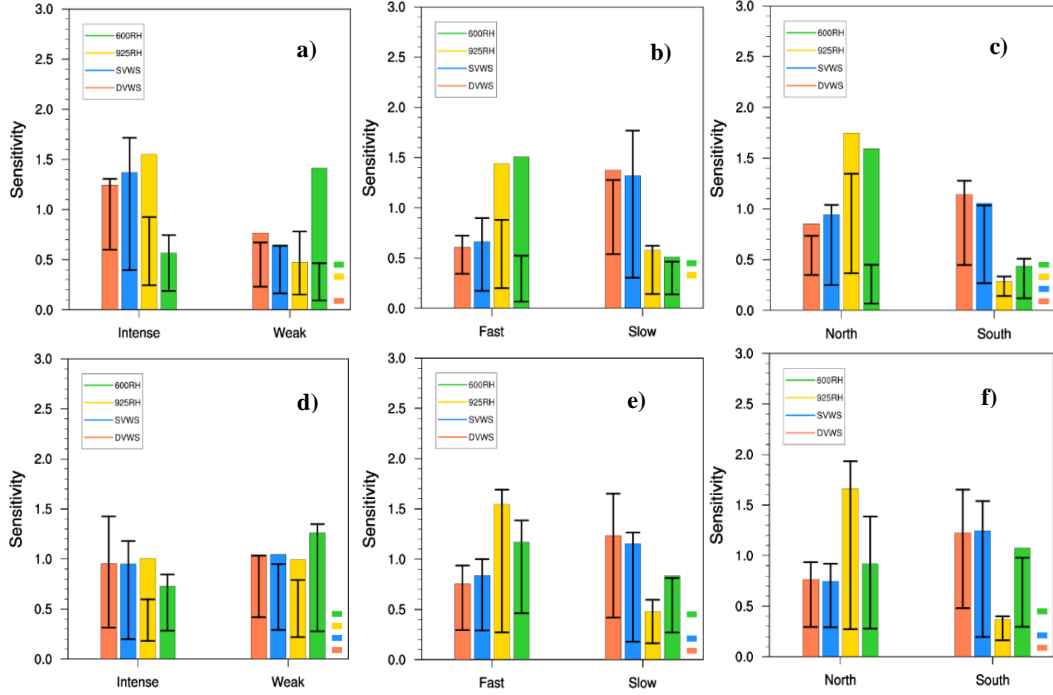 3.0
2.5
2.0
1.5
1.0
0.5
0.0
Sensitivity
600RH
925RH
SVWS
DVWS
a)
Intense Weak
3.0
2.5
2.0
1.5
1.0
0.5
0.0
Sensitivity
600RH
925RH
SVWS
DVWS
b)
Fast Slow
3.0
2.5
2.0
1.5
1.0
0.5
0.0
Sensitivity
600RH
925RH
SVWS
DVWS
c)
North South
3.0
2.5
2.0
1.5
1.0
0.5
0.0
Sensitivity
600RH
925RH
SVWS
DVWS
d)
Intense Weak
3.0
2.5
2.0
1.5
1.0
0.5
0.0
Sensitivity
600RH
925RH
SVWS
DVWS
e)
Fast Slow
3.0
2.5
2.0
1.5
1.0
0.5
0.0
Sensitivity
600RH
925RH
SVWS
DVWS
f)
North South